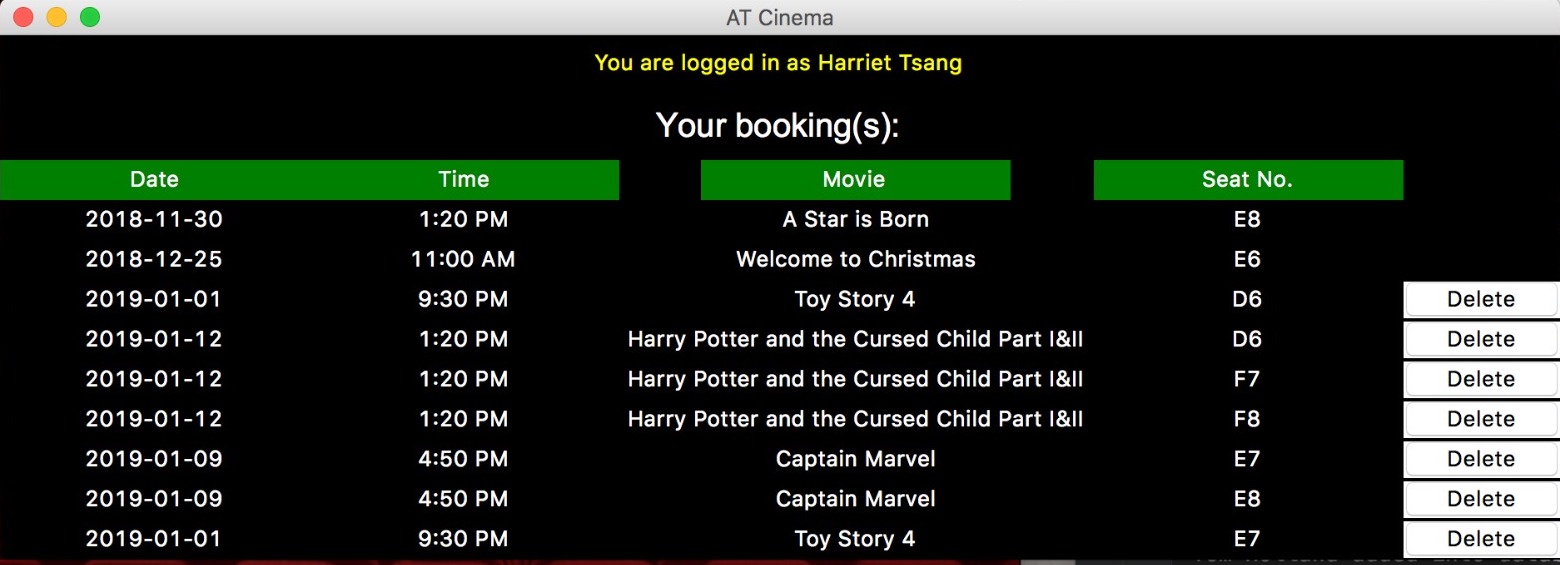 AT Cinema
You are logged in as Harriet Tsang
Your booking(s):
Date Time Movie Seat No.
2018-11-30 1:20 PM A Star is Born E8
2018-12-25 11:00 AM Welcome to Christmas E6
2019-01-01 9:30 PM Toy Story 4 D6 Delete
2019-01-12 1:20 PM Harry Potter and the Cursed Child Part I&II D6 Delete
2019-01-12 1:20 PM Harry Potter and the Cursed Child Part I&II F7 Delete
2019-01-12 1:20 PM Harry Potter and the Cursed Child Part I&II F8 Delete
2019-01-09 4:50 PM Captain Marvel E7 Delete
2019-01-09 4:50 PM Captain Marvel E8 Delete
2019-01-01 9:30 PM Toy Story 4 E7 Delete